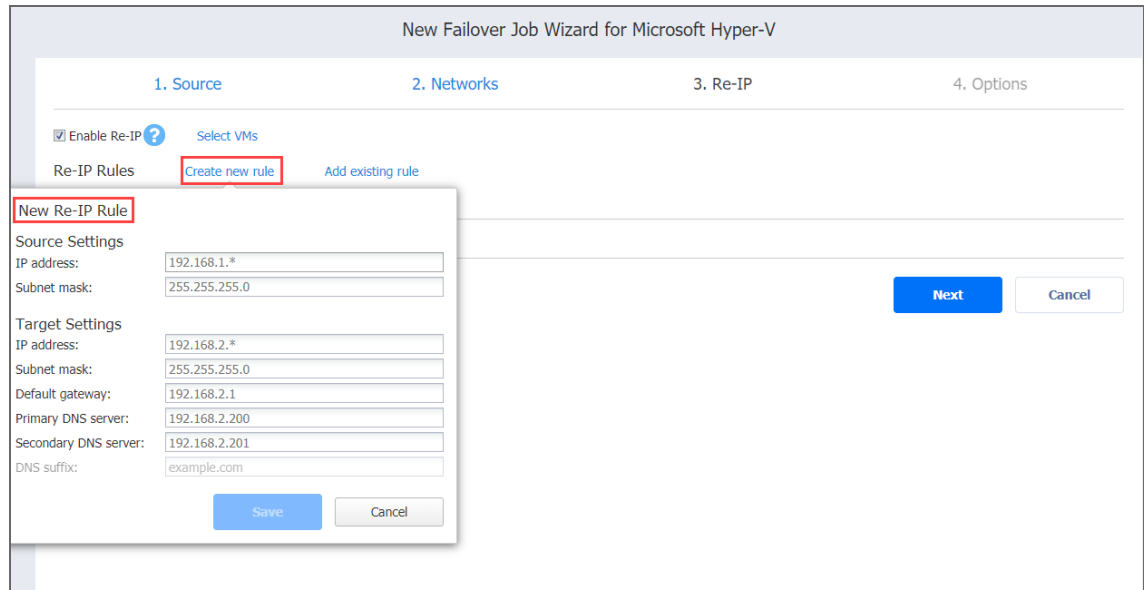 New Failover Job Wizard for Microsoft Hyper-V
1. Source 2. Networks 3. Re-IP 4. Options
Enable Re-IP ? Select VMs
Re-IP Rules Create new rule Add existing rule
New Re-IP Rule
Source Settings
IP address: 192.168.1.*
Subnet mask: 255.255.255.0
Next Cancel
Target Settings
IP address: 192.168.2.*
Subnet mask: 255.255.255.0
Default gateway: 192.168.2.1
Primary DNS server: 192.168.2.200
Secondary DNS server: 192.168.2.201
DNS suffix: example.com
Save Cancel